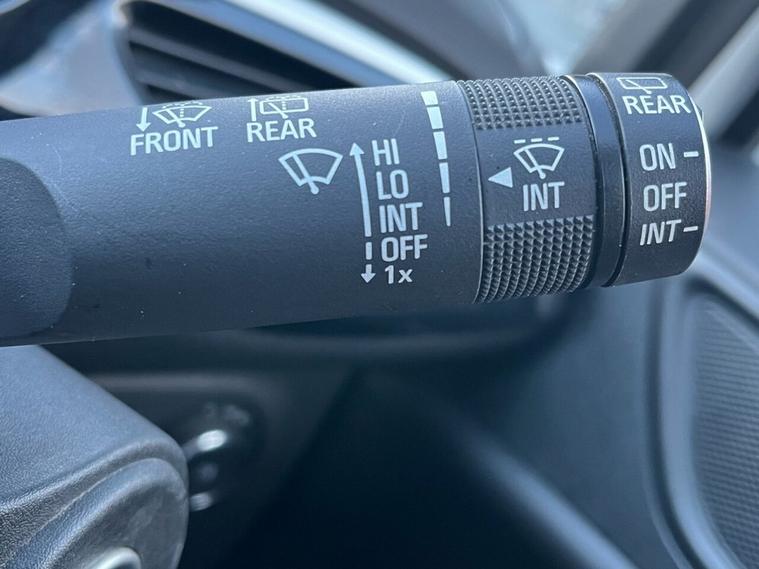 FRONT
REAR
HI
LO
INT
OFF
1x
INT
REAR
ON
OFF
INT